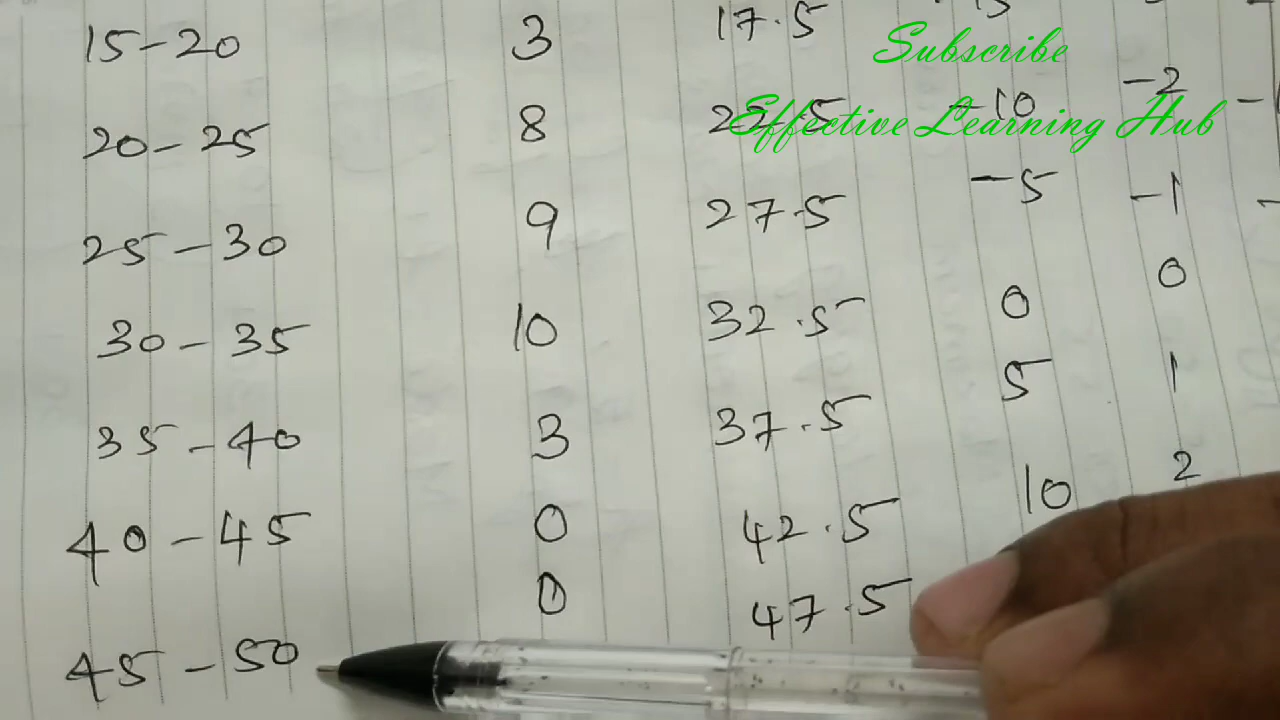 15-20 3 17.5
Subscribe
20-25 8 22.5 -10 -2
Effective Learning Hub
25-30 9 27.5 -5 -1
30-35 10 32.5 0 0
35-40 3 37.5 5 1
40-45 0 42.5 10 2
45-50 0 47.5